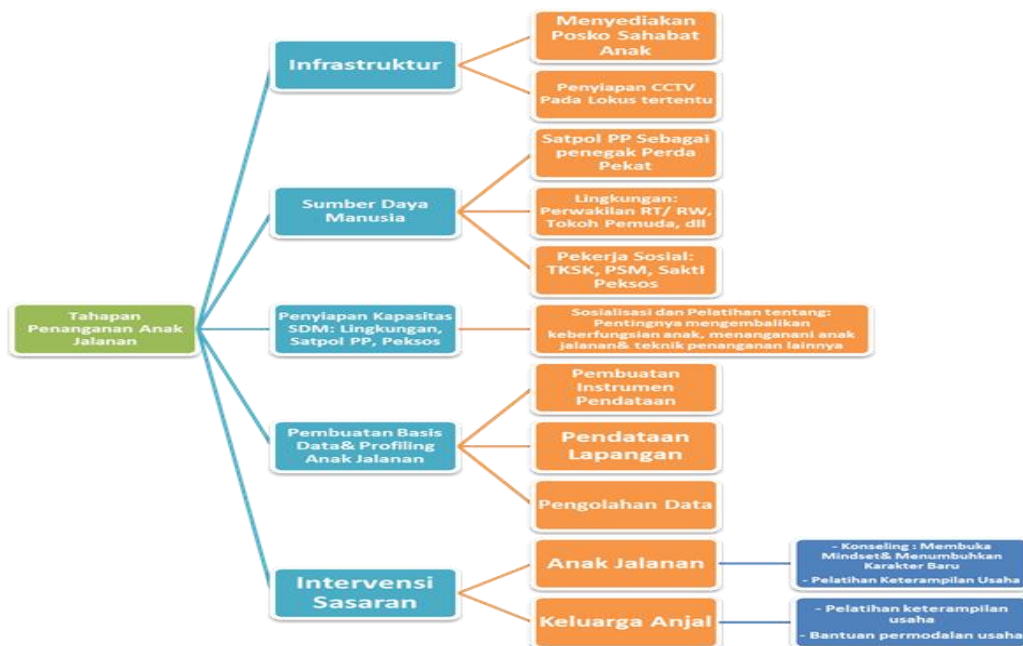 Tahapan
Penanganan Anak
Jalanan
Infrastruktur
Menyediakan
Posko Sahabat
Anak
Penyiapan CCTV
Pada Lokus tertentu
Sumber Daya
Manusia
Satpol PP Sebagai
penegak Perda
Pekat
Lingkungan:
Perwakilan RT/ RW,
Tokoh Pemuda, dll
Pekerja Sosial:
TKSK, PSM, Sakti
Peksos
Penyiapan Kapasitas
SDM: Lingkungan,
Satpol PP, Peksos
Sosialisasi dan Pelatihan tentang:
Pentingnya mengembalikan
keberfungsian anak, menanganani anak
jalanan& teknik penanganan lainnya
Pembuatan Basis
Data& Profiling
Anak Jalanan
Pembuatan
Instrumen
Pendataan
Pendataan
Lapangan
Pengolahan Data
Intervensi
Sasaran
Anak Jalanan
- Konseling : Membuka
Mindset& Menumbuhkan
Karakter Baru
- Pelatihan Keterampilan Usaha
Keluarga Anjal
- Pelatihan keterampilan
usaha
- Bantuan permodalan usaha